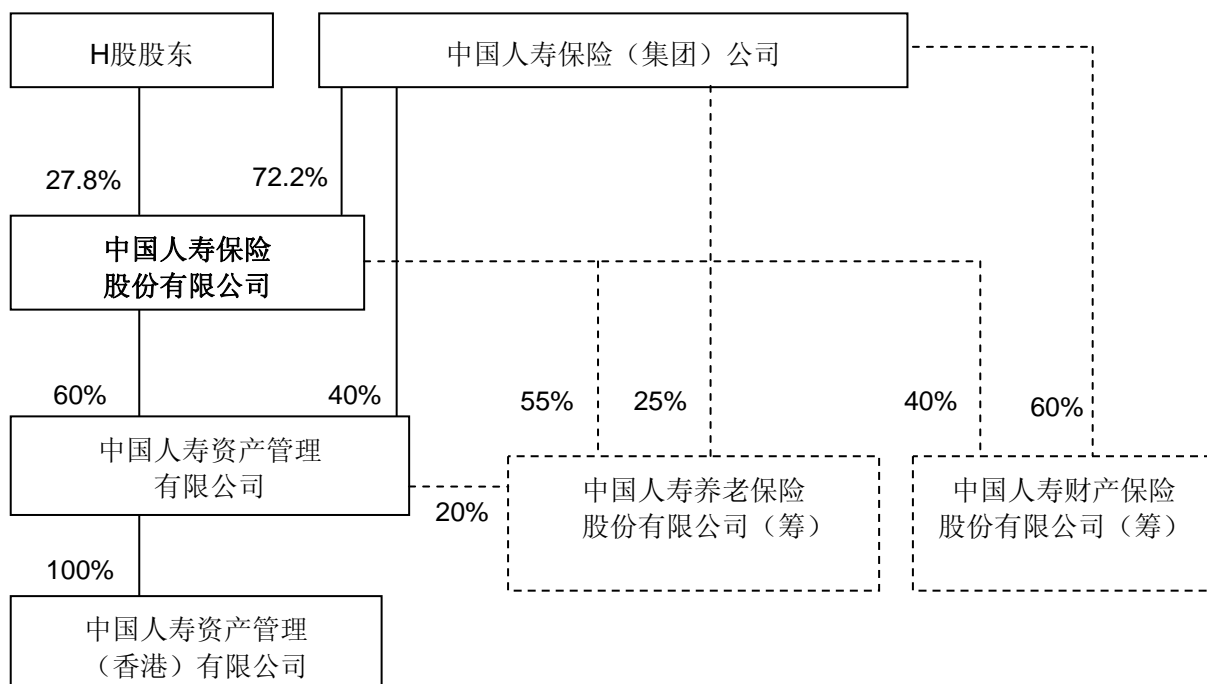 H股股东
中国人寿保险（集团）公司
27.8%
72.2%
中国人寿保险
股份有限公司
60%
40%
55%
25%
40%
60%
中国人寿资产管理
有限公司
20%
中国人寿养老保险
股份有限公司（筹）
中国人寿财产保险
股份有限公司（筹）
100%
中国人寿资产管理
（香港）有限公司